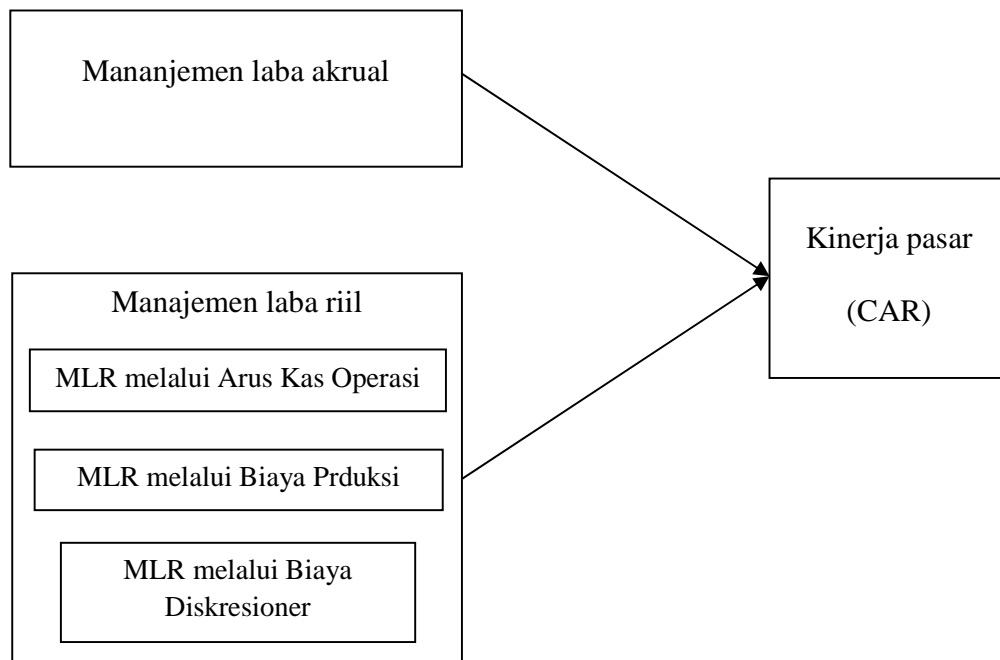 Mananjemen laba akrual
Kinerja pasar
(CAR)
Manajemen laba riil
MLR melalui Arus Kas Operasi
MLR melalui Biaya Prduksi
MLR melalui Biaya
Diskresioner